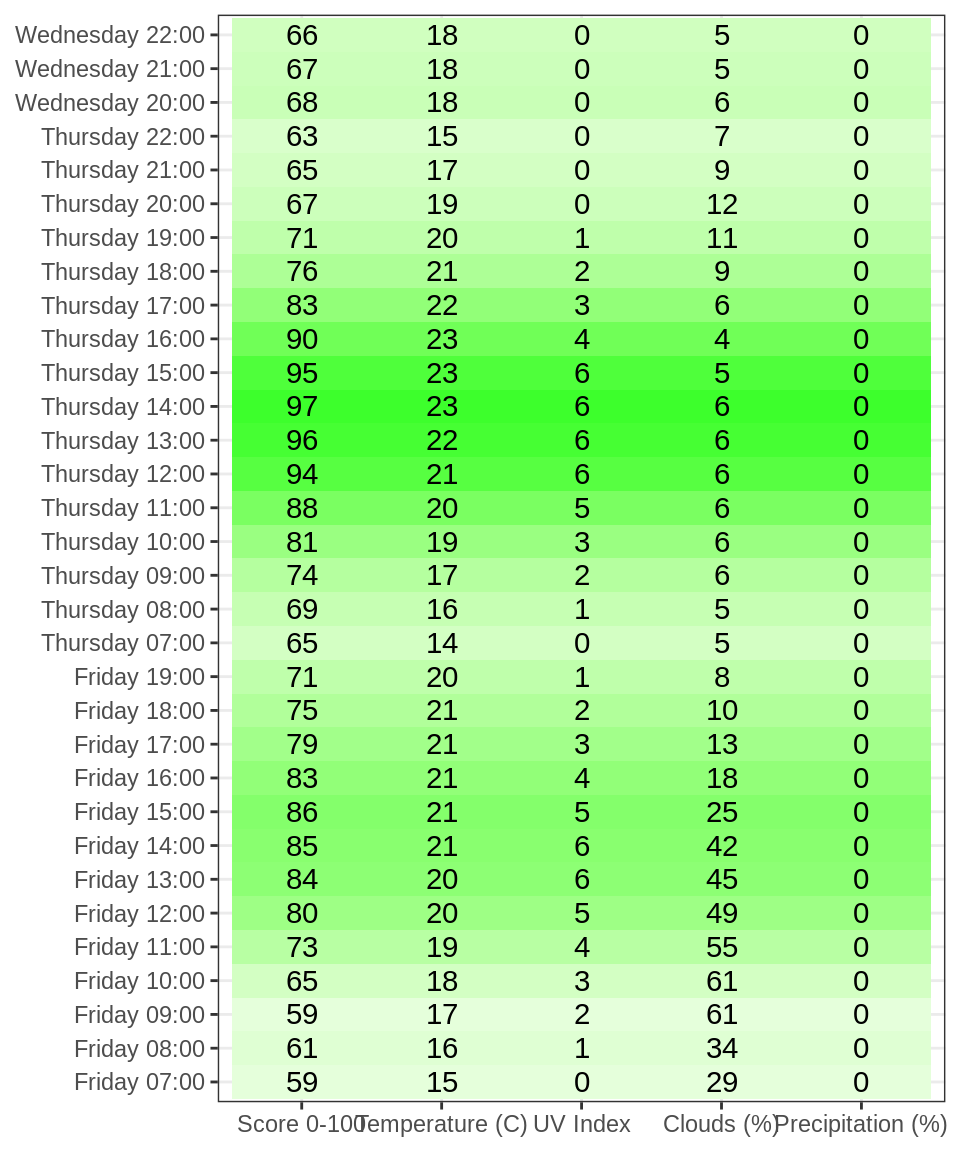 Wednesday 22:00 66 18 0 5 0
Wednesday 21:00 67 18 0 5 0
Wednesday 20:00 68 18 0 6 0
Thursday 22:00 63 15 0 7 0
Thursday 21:00 65 17 0 9 0
Thursday 20:00 67 19 0 12 0
Thursday 19:00 71 20 1 11 0
Thursday 18:00 76 21 2 9 0
Thursday 17:00 83 22 3 6 0
Thursday 16:00 90 23 4 4 0
Thursday 15:00 95 23 6 5 0
Thursday 14:00 97 23 6 6 0
Thursday 13:00 96 22 6 6 0
Thursday 12:00 94 21 6 6 0
Thursday 11:00 88 20 5 6 0
Thursday 10:00 81 19 3 6 0
Thursday 09:00 74 17 2 6 0
Thursday 08:00 69 16 1 5 0
Thursday 07:00 65 14 0 5 0
Friday 19:00 71 20 1 8 0
Friday 18:00 75 21 2 10 0
Friday 17:00 79 21 3 13 0
Friday 16:00 83 21 4 18 0
Friday 15:00 86 21 5 25 0
Friday 14:00 85 21 6 42 0
Friday 13:00 84 20 6 45 0
Friday 12:00 80 20 5 49 0
Friday 11:00 73 19 4 55 0
Friday 10:00 65 18 3 61 0
Friday 09:00 59 17 2 61 0
Friday 08:00 61 16 1 34 0
Friday 07:00 59 15 0 29 0
Score 0-100 Temperature (C) UV Index Clouds (%) Precipitation (%)